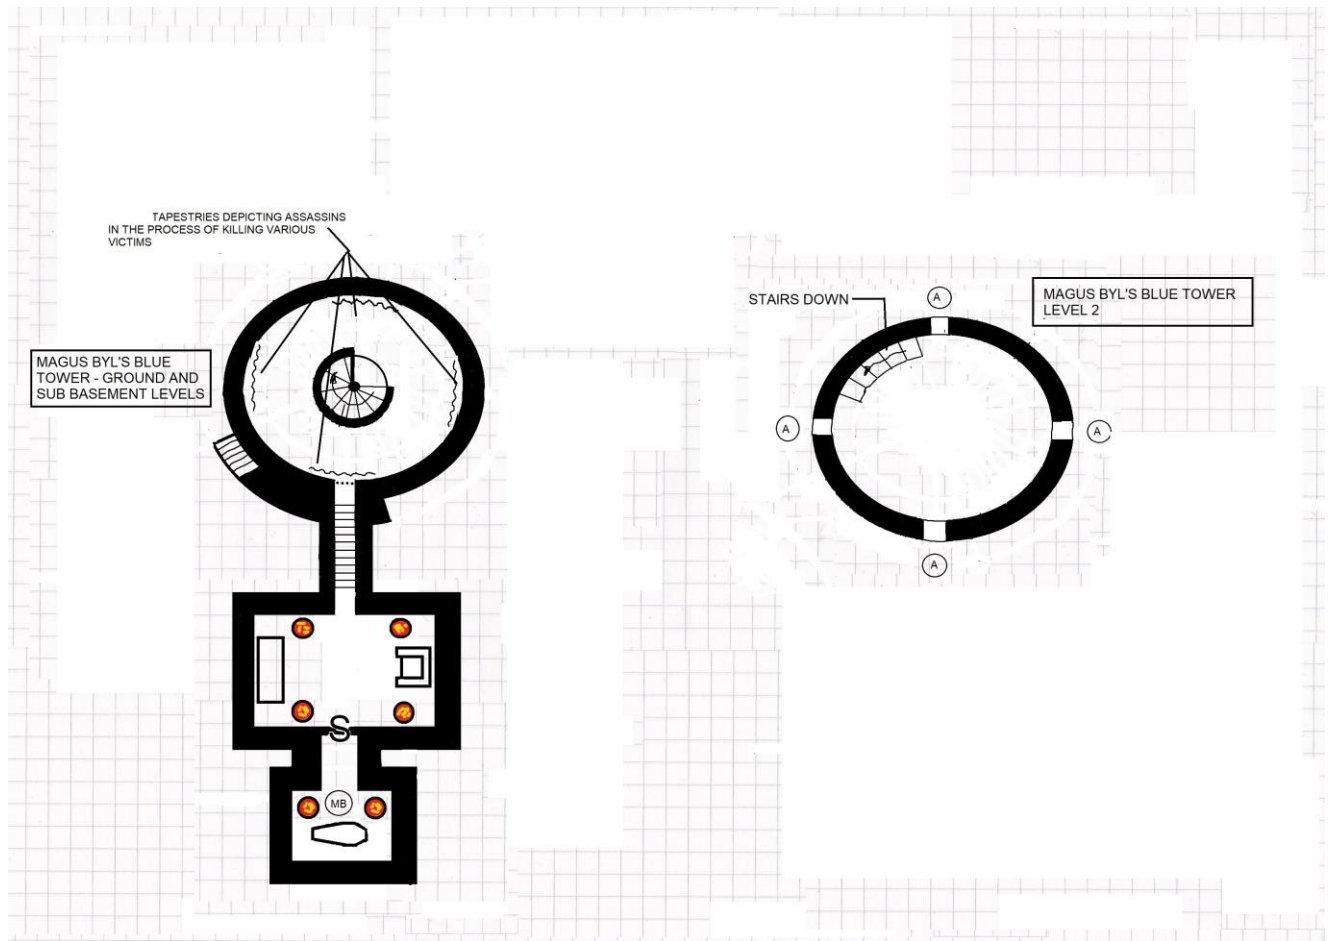 TAPESTRIES DEPICTING ASSASSINS
IN THE PROCESS OF KILLING VARIOUS
VICTIMS
MAGUS BYL'S BLUE
TOWER - GROUND AND
SUB BASEMENT LEVELS
S
MB
STAIRS DOWN
MAGUS BYL'S BLUE TOWER
LEVEL 2
A
A
A
A